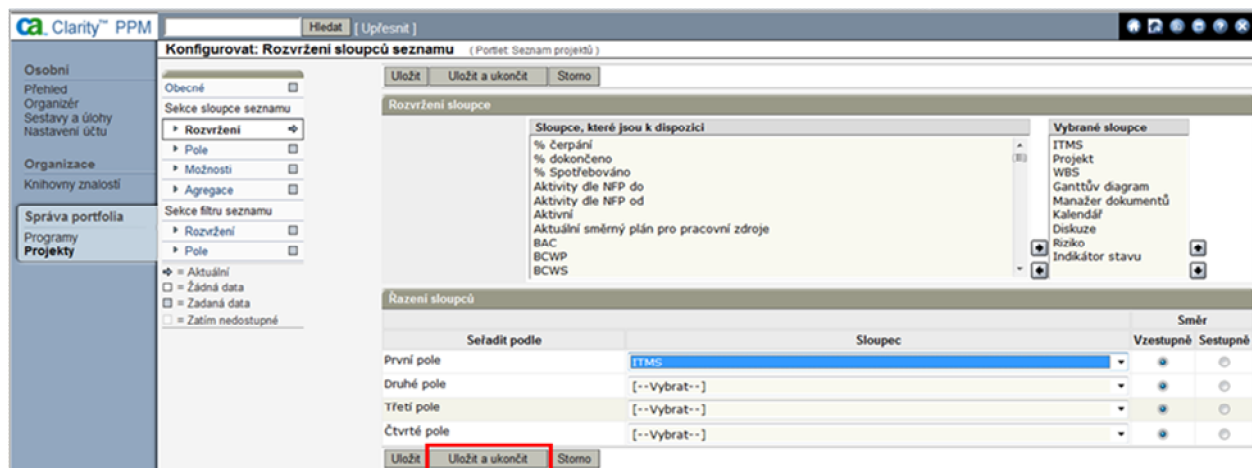 ca Clarity™ PPM
Hledat [ Upřesnit ]
Konfigurovat: Rozvržení sloupců seznamu ( Portlet: Seznam projektů )
Osobní
Přehled
Organizér
Sestavy a úlohy
Nastavení účtu
Organizace
Knihovny znalostí
Správa portfolia
Programy
Projekty
Obecné
Sekce sloupce seznamu
Rozvržení
Pole
Možnosti
Agregace
Sekce filtru seznamu
Rozvržení
Pole
= Aktuální
= Žádná data
= Zadaná data
= Zatím nedostupné
Uložit Uložit a ukončit Storno
Rozvržení sloupce
Sloupce, které jsou k dispozici
% čerpání
% dokončeno
% Spotřebováno
Aktivity dle NFP do
Aktivity dle NFP od
Aktivní
Aktuální směrný plán pro pracovní zdroje
BAC
BCWP
BCWS
Vybrané sloupce
ITMS
Projekt
WBS
Ganttův diagram
Manažer dokumentů
Kalendář
Diskuze
Riziko
Indikátor stavu
Řazení sloupců
Směr
Seřadit podle Sloupec Vzestupně Sestupně
První pole ITMS
Druhé pole [--Vybrat--]
Třetí pole [--Vybrat--]
Čtvrté pole [--Vybrat--]
Uložit Uložit a ukončit Storno